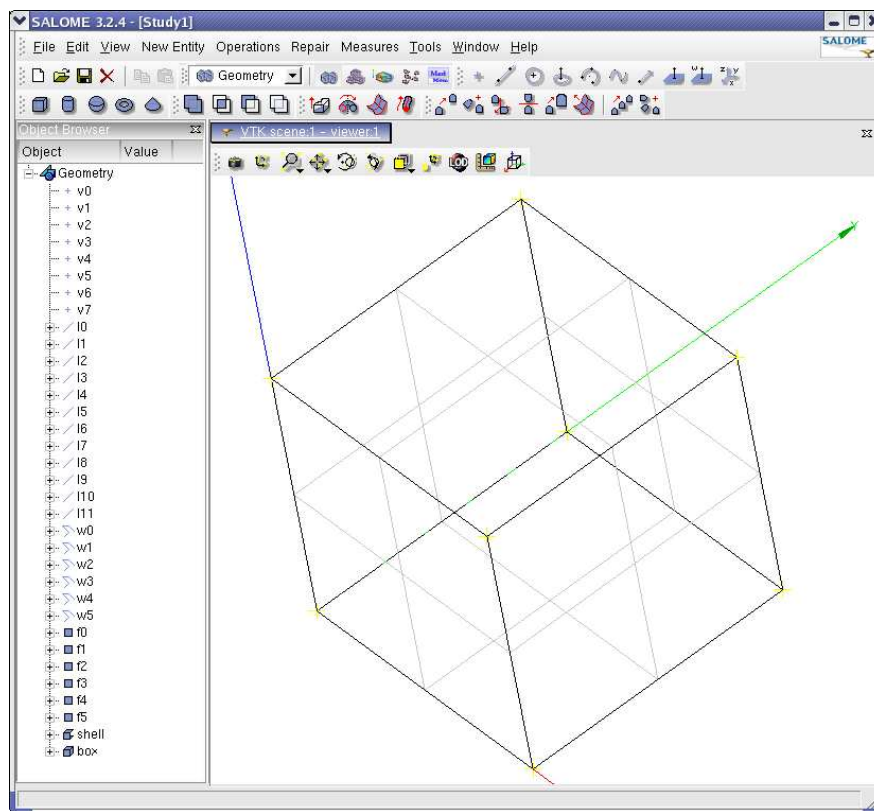 SALOME 3.2.4 - [Study1]
File Edit View New Entity Operations Repair Measures Tools Window Help
SALOME
Geometry
Object Browser
VTK scene:1 - viewer:1
Object Value
Geometry
v0
v1
v2
v3
v4
v5
v6
v7
l0
l1
l2
l3
l4
l5
l6
l7
l8
l9
l10
l11
w0
w1
w2
w3
w4
w5
f0
f1
f2
f3
f4
f5
shell
box
Y